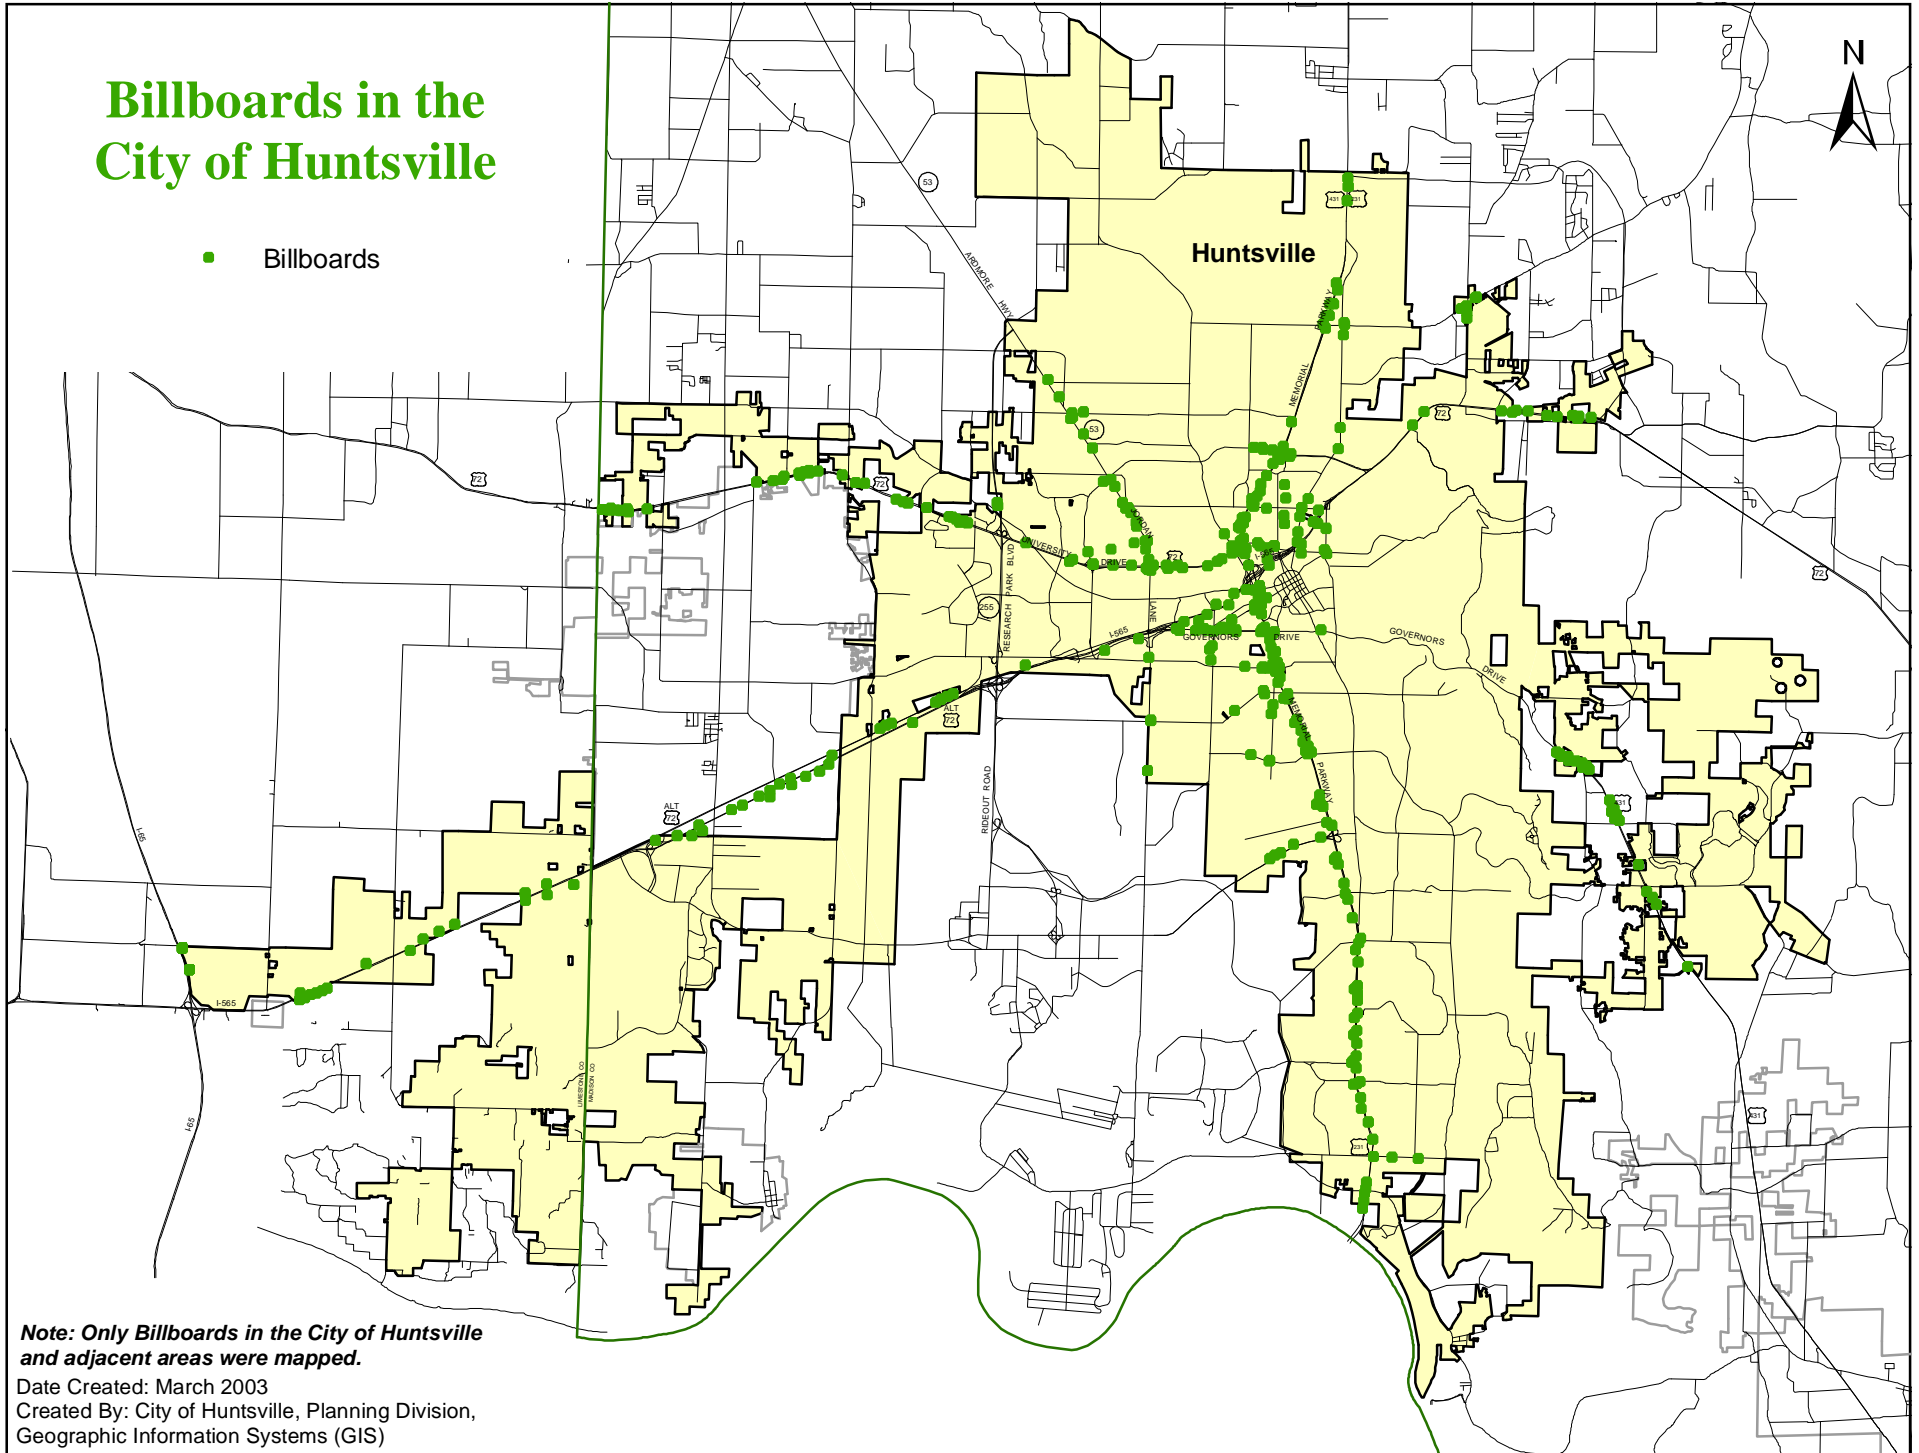 Billboards in the
City of Huntsville
Billboards
N
53
431
231
Huntsville
ARDMORE
HWY
PARKWAY
MEMORIAL
72
53
72
72
JORDAN
UNIVERSITY
DRIVE
72
I-565
72
RESEARCH PARK BLVD
255
LANE
I-565
GOVERNORS
DRIVE
GOVERNORS
DRIVE
ALT
72
MEMORIAL
PARKWAY
RIDEOUT ROAD
ALT
72
I-65
431
I-565
LIMESTONE CO
MADISON CO
I-65
231
431
Note: Only Billboards in the City of Huntsville
and adjacent areas were mapped.
Date Created: March 2003
Created By: City of Huntsville, Planning Division,
Geographic Information Systems (GIS)